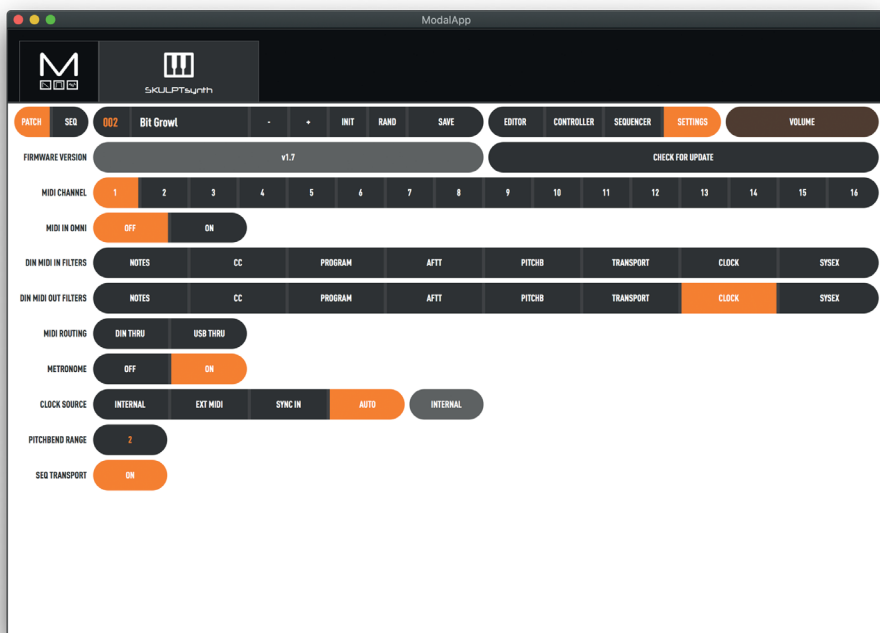 ModalApp
SKULPTsynth
PATCH SEQ 002 Bit Growl - + INIT RAND SAVE EDITOR CONTROLLER SEQUENCER SETTINGS VOLUME
FIRMWARE VERSION v1.7 CHECK FOR UPDATE
MIDI CHANNEL 1 2 3 4 5 6 7 8 9 10 11 12 13 14 15 16
MIDI IN OMNI OFF ON
DIN MIDI IN FILTERS NOTES CC PROGRAM AFTT PITCHB TRANSPORT CLOCK SYSEX
DIN MIDI OUT FILTERS NOTES CC PROGRAM AFTT PITCHB TRANSPORT CLOCK SYSEX
MIDI ROUTING DIN THRU USB THRU
METRONOME OFF ON
CLOCK SOURCE INTERNAL EXT MIDI SYNC IN AUTO INTERNAL
PITCHBEND RANGE 2
SEQ TRANSPORT ON